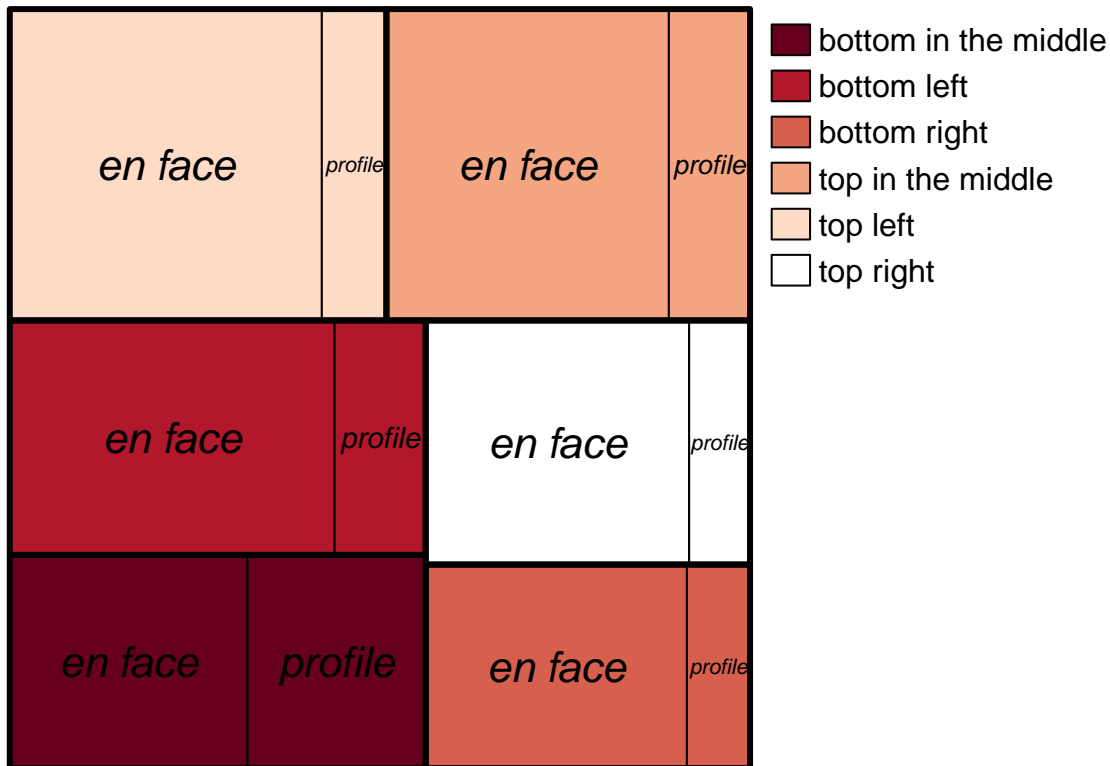 en face
profile
en face
profile
en face
profile
en face
profile
en face
profile
en face
profile
bottom in the middle
bottom left
bottom right
top in the middle
top left
top right